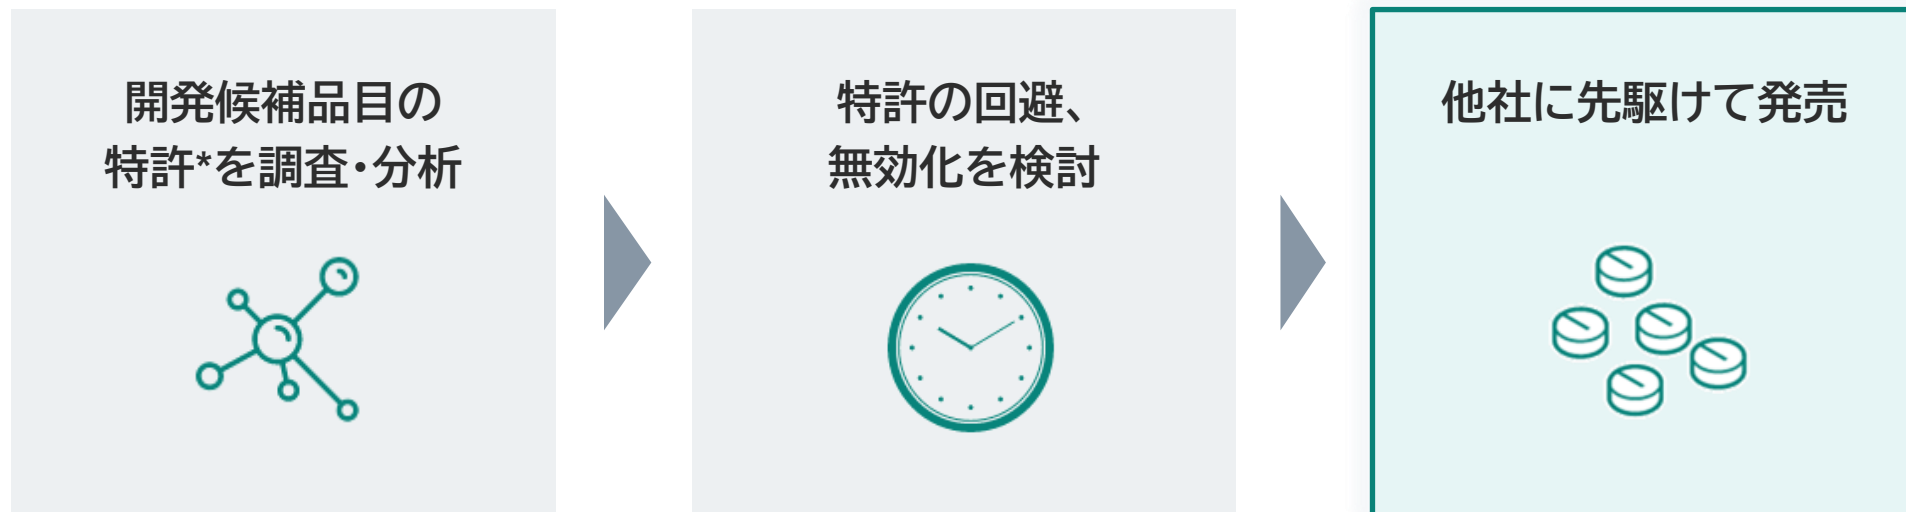 開発候補品目の
特許*を調査・分析
特許の回避、
無効化を検討
他社に先駆けて発売